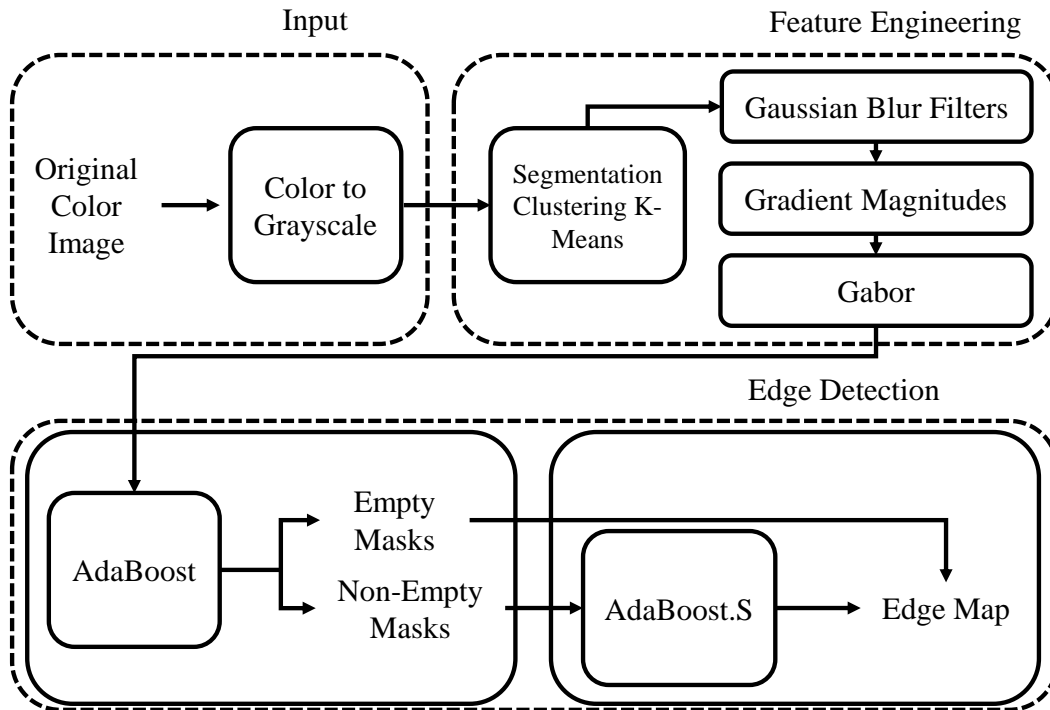 Input
Feature Engineering
Original
Color
Image
Color to
Grayscale
Segmentation
Clustering K-
Means
Gaussian Blur Filters
Gradient Magnitudes
Gabor
Edge Detection
AdaBoost
Empty
Masks
Non-Empty
Masks
AdaBoost.S
Edge Map